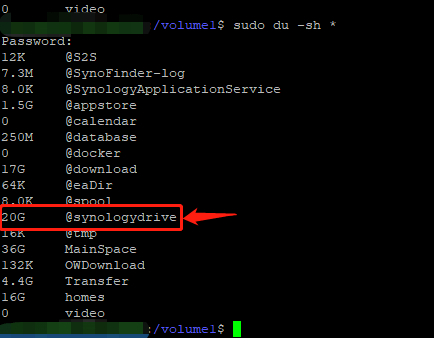 0 video
:/volume1$ sudo du -sh *
Password:
12K @S2S
7.3M @SynoFinder-log
8.0K @SynologyApplicationService
1.5G @appstore
0 @calendar
250M @database
0 @docker
17G @download
64K @eaDir
8.0K @spool
20G @synologydrive
16K @tmp
36G MainSpace
132K OWDownload
4.4G Transfer
16G homes
0 video
:/volume1$